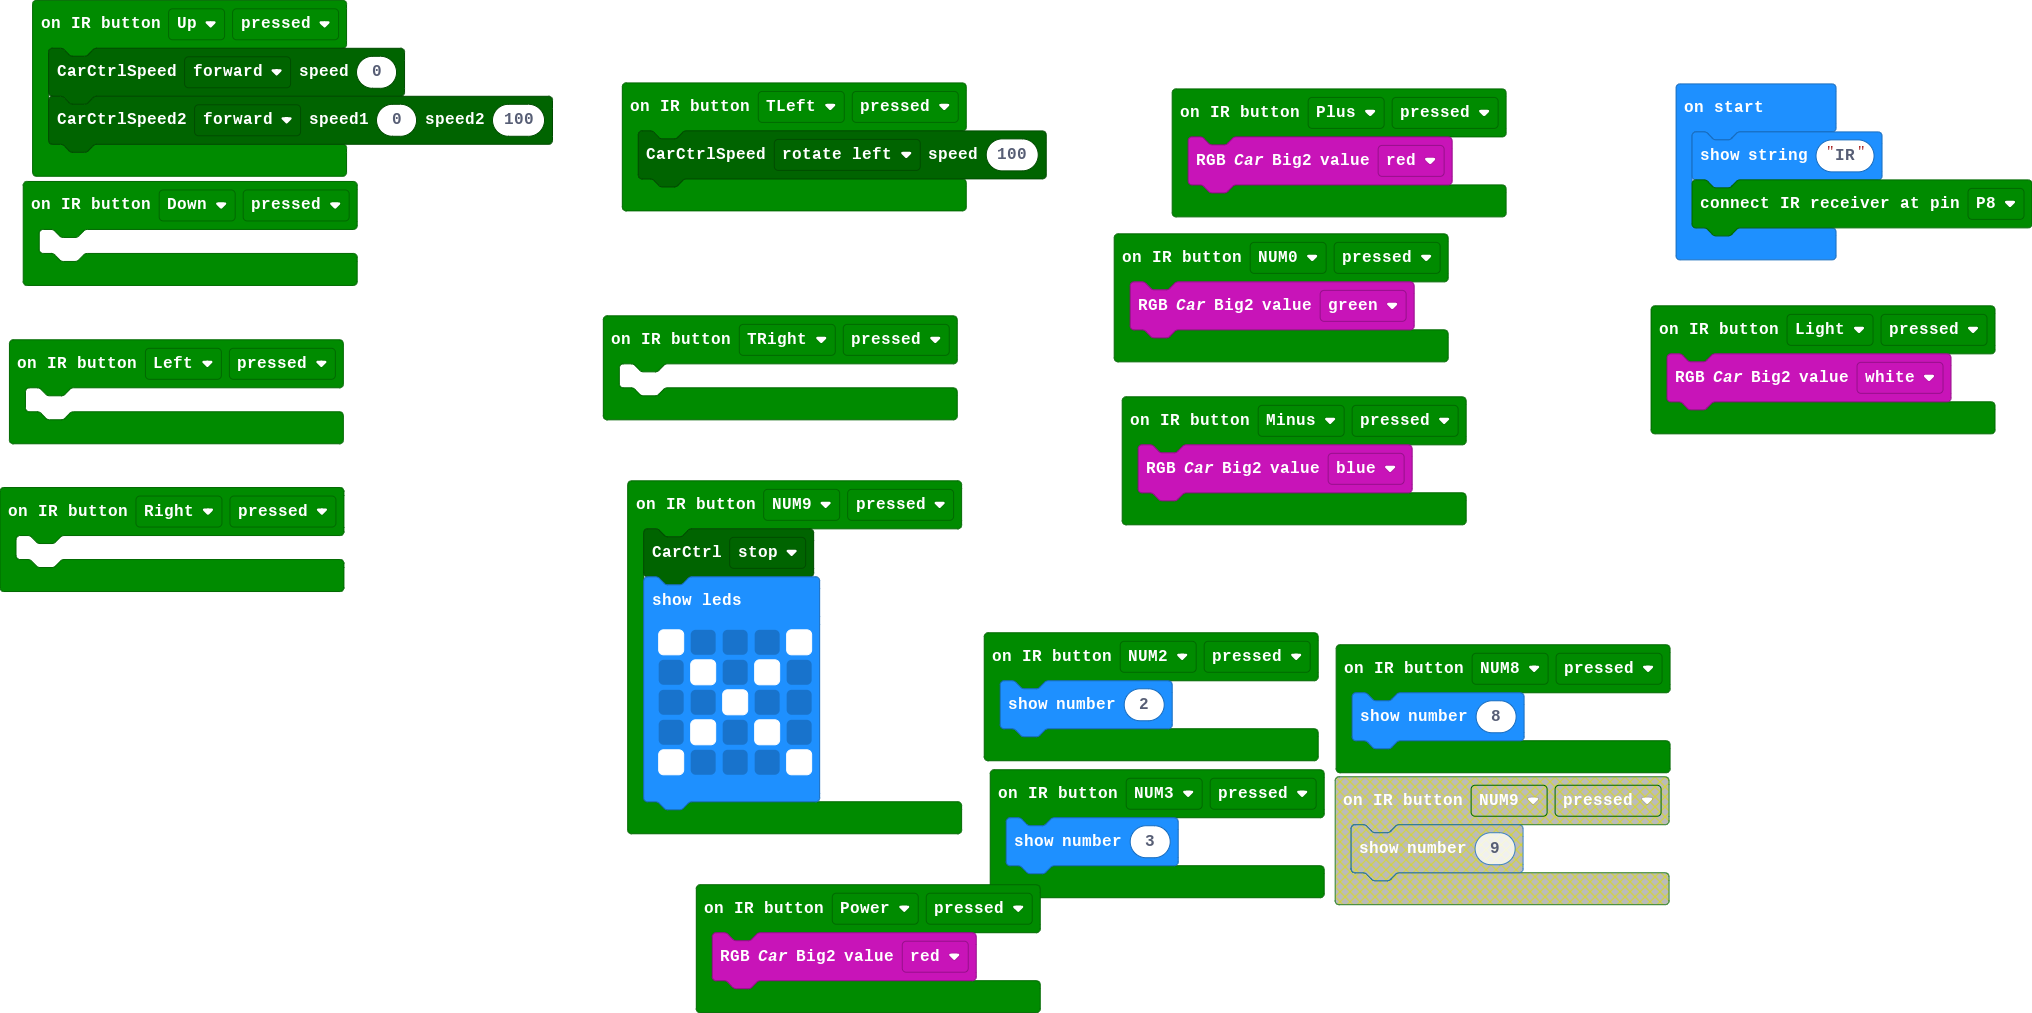 on IR button Up pressed
CarCtrlSpeed forward speed 0
CarCtrlSpeed2 forward speed1 0 speed2 100
on IR button Down pressed
on IR button Left pressed
on IR button Right pressed
on IR button TLeft pressed
CarCtrlSpeed rotate left speed 100
on IR button TRight pressed
on IR button NUM9 pressed
CarCtrl stop
show leds
on IR button Power pressed
RGB Car Big2 value red
on IR button Plus pressed
RGB Car Big2 value red
on IR button NUM0 pressed
RGB Car Big2 value green
on IR button Minus pressed
RGB Car Big2 value blue
on IR button NUM2 pressed
show number 2
on IR button NUM3 pressed
show number 3
on start
show string "IR"
connect IR receiver at pin P8
on IR button Light pressed
RGB Car Big2 value white
on IR button NUM8 pressed
show number 8
on IR button NUM9 pressed
show number 9